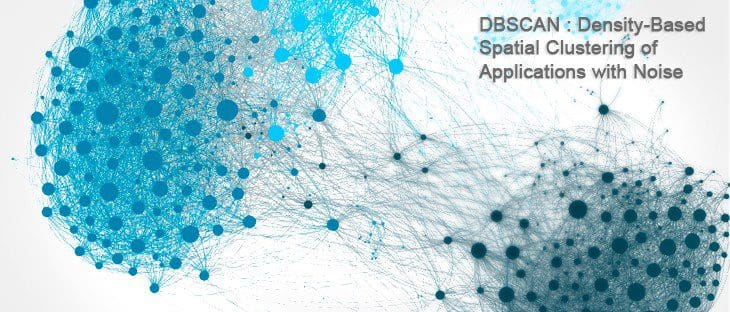 DBSCAN : Density-Based
Spatial Clustering of
Applications with Noise